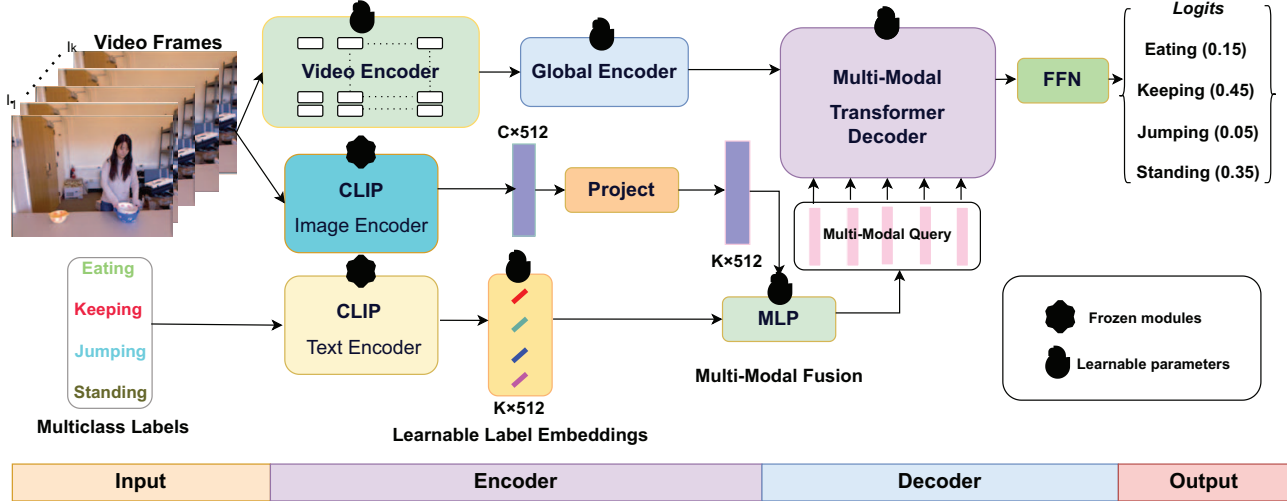 Video Frames
Ik
I1
Video Encoder
Global Encoder
Multi-Modal
Transformer
Decoder
FFN
Logits
Eating (0.15)
Keeping (0.45)
Jumping (0.05)
Standing (0.35)
CLIP
Image Encoder
C×512
Project
K×512
Multi-Modal Query
Eating
Keeping
Jumping
Standing
Multiclass Labels
CLIP
Text Encoder
K×512
Learnable Label Embeddings
MLP
Multi-Modal Fusion
Frozen modules
Learnable parameters
Input
Encoder
Decoder
Output